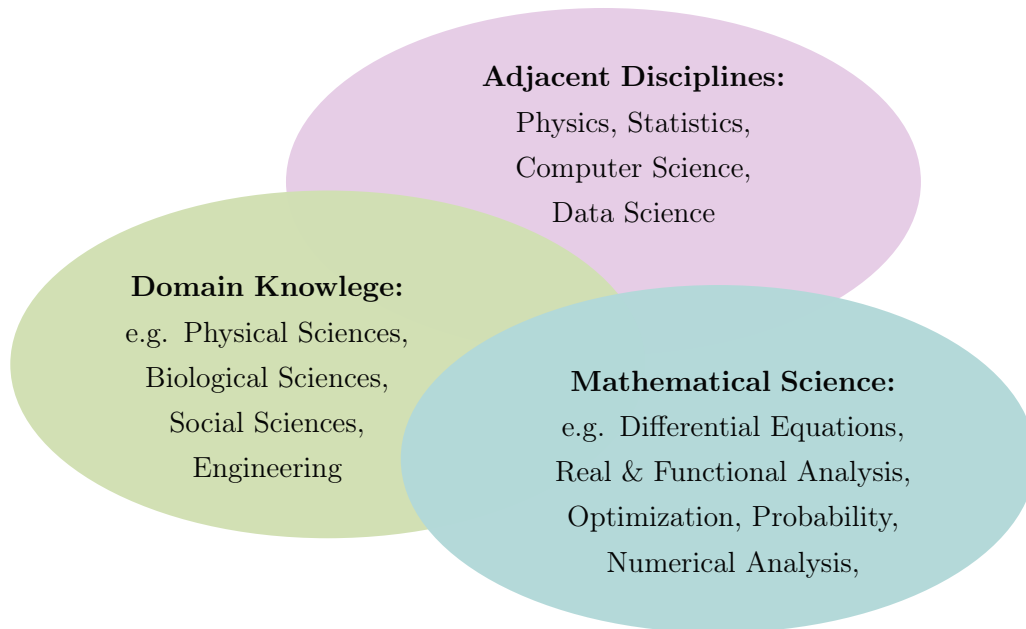 Adjacent Disciplines:
Physics, Statistics,
Computer Science,
Data Science
Domain Knowlege:
e.g. Physical Sciences,
Biological Sciences,
Social Sciences,
Engineering
Mathematical Science:
e.g. Differential Equations,
Real & Functional Analysis,
Optimization, Probability,
Numerical Analysis,